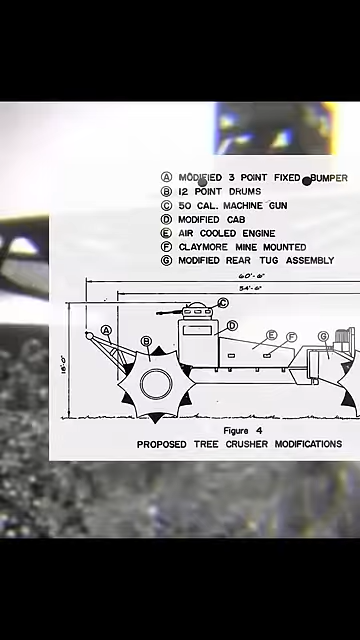 Ⓐ MODIFIED 3 POINT FIXED BUMPER
Ⓑ 12 POINT DRUMS
Ⓒ 50 CAL. MACHINE GUN
Ⓓ MODIFIED CAB
Ⓔ AIR COOLED ENGINE
Ⓕ CLAYMORE MINE MOUNTED
Ⓖ MODIFIED REAR TUG ASSEMBLY
60'-6"
54'-6"
Ⓒ
Ⓐ Ⓑ Ⓓ Ⓔ Ⓕ Ⓖ
18'-0"
Figure 4
PROPOSED TREE CRUSHER MODIFICATIONS